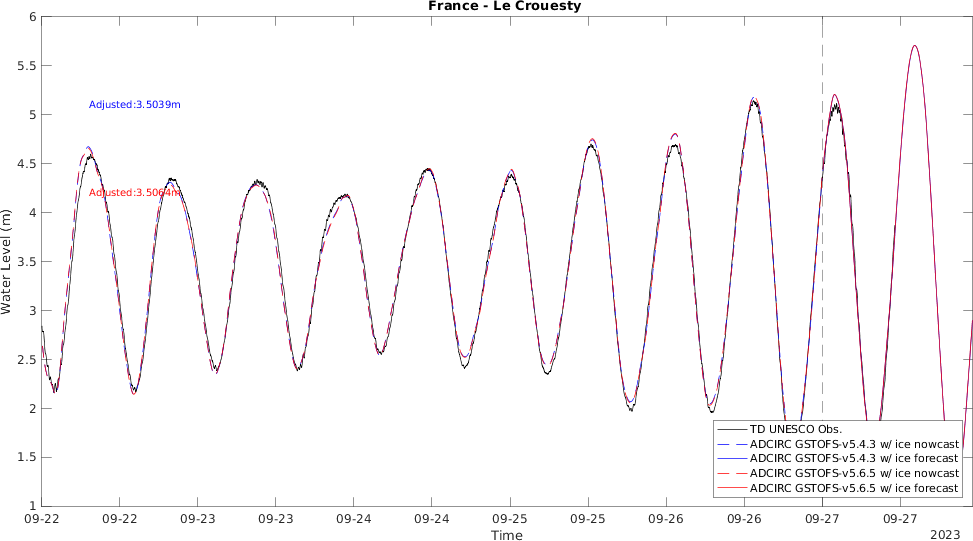 France - Le Crouesty
6
5.5
5
4.5
4
3.5
3
2.5
2
1.5
1
Water Level (m)
Adjusted:3.5039m
Adjusted:3.5064m
TD UNESCO Obs.
ADCIRC GSTOFS-v5.4.3 w/ ice nowcast
ADCIRC GSTOFS-v5.4.3 w/ ice forecast
ADCIRC GSTOFS-v5.6.5 w/ ice nowcast
ADCIRC GSTOFS-v5.6.5 w/ ice forecast
09-22 09-22 09-23 09-23 09-24 09-24 09-25 09-25 09-26 09-26 09-27 09-27
Time
2023